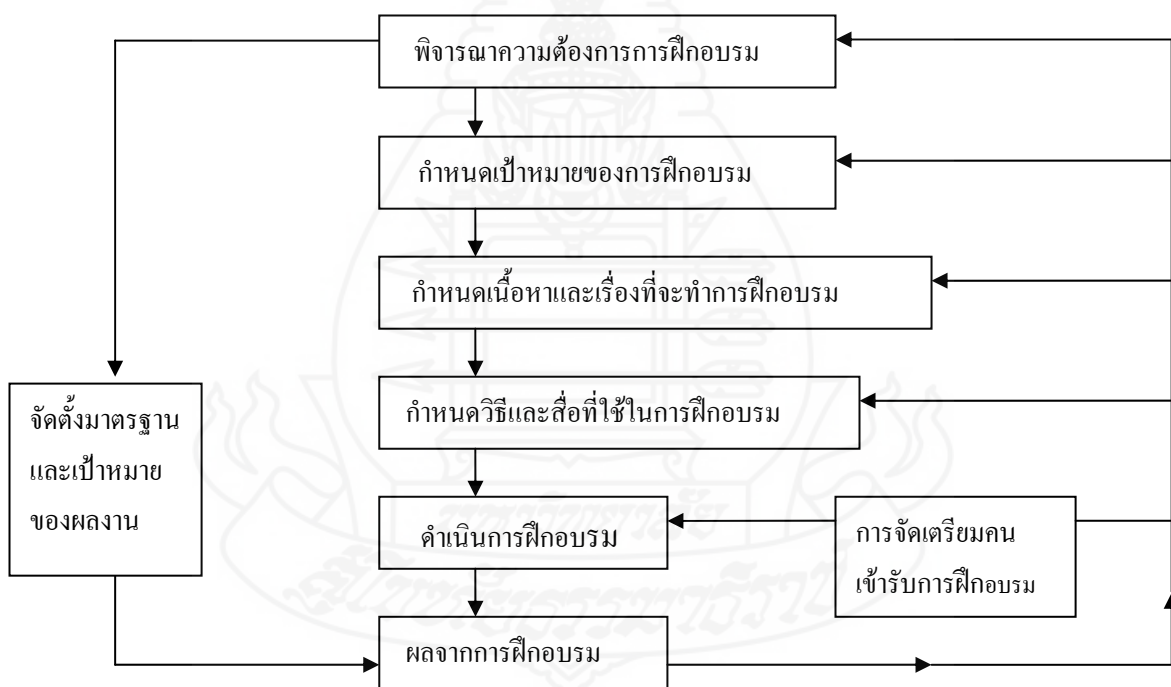 พิจารณาความต้องการการฝึกอบรม
กำหนดเป้าหมายของการฝึกอบรม
กำหนดเนื้อหาและเรื่องที่จะทำการฝึกอบรม
กำหนดวิธีและสื่อที่ใช้ในการฝึกอบรม
จัดตั้งมาตรฐาน
และเป้าหมาย
ของผลงาน
ดำเนินการฝึกอบรม
การจัดเตรียมคน
เข้ารับการฝึกอบรม
ผลจากการฝึกอบรม